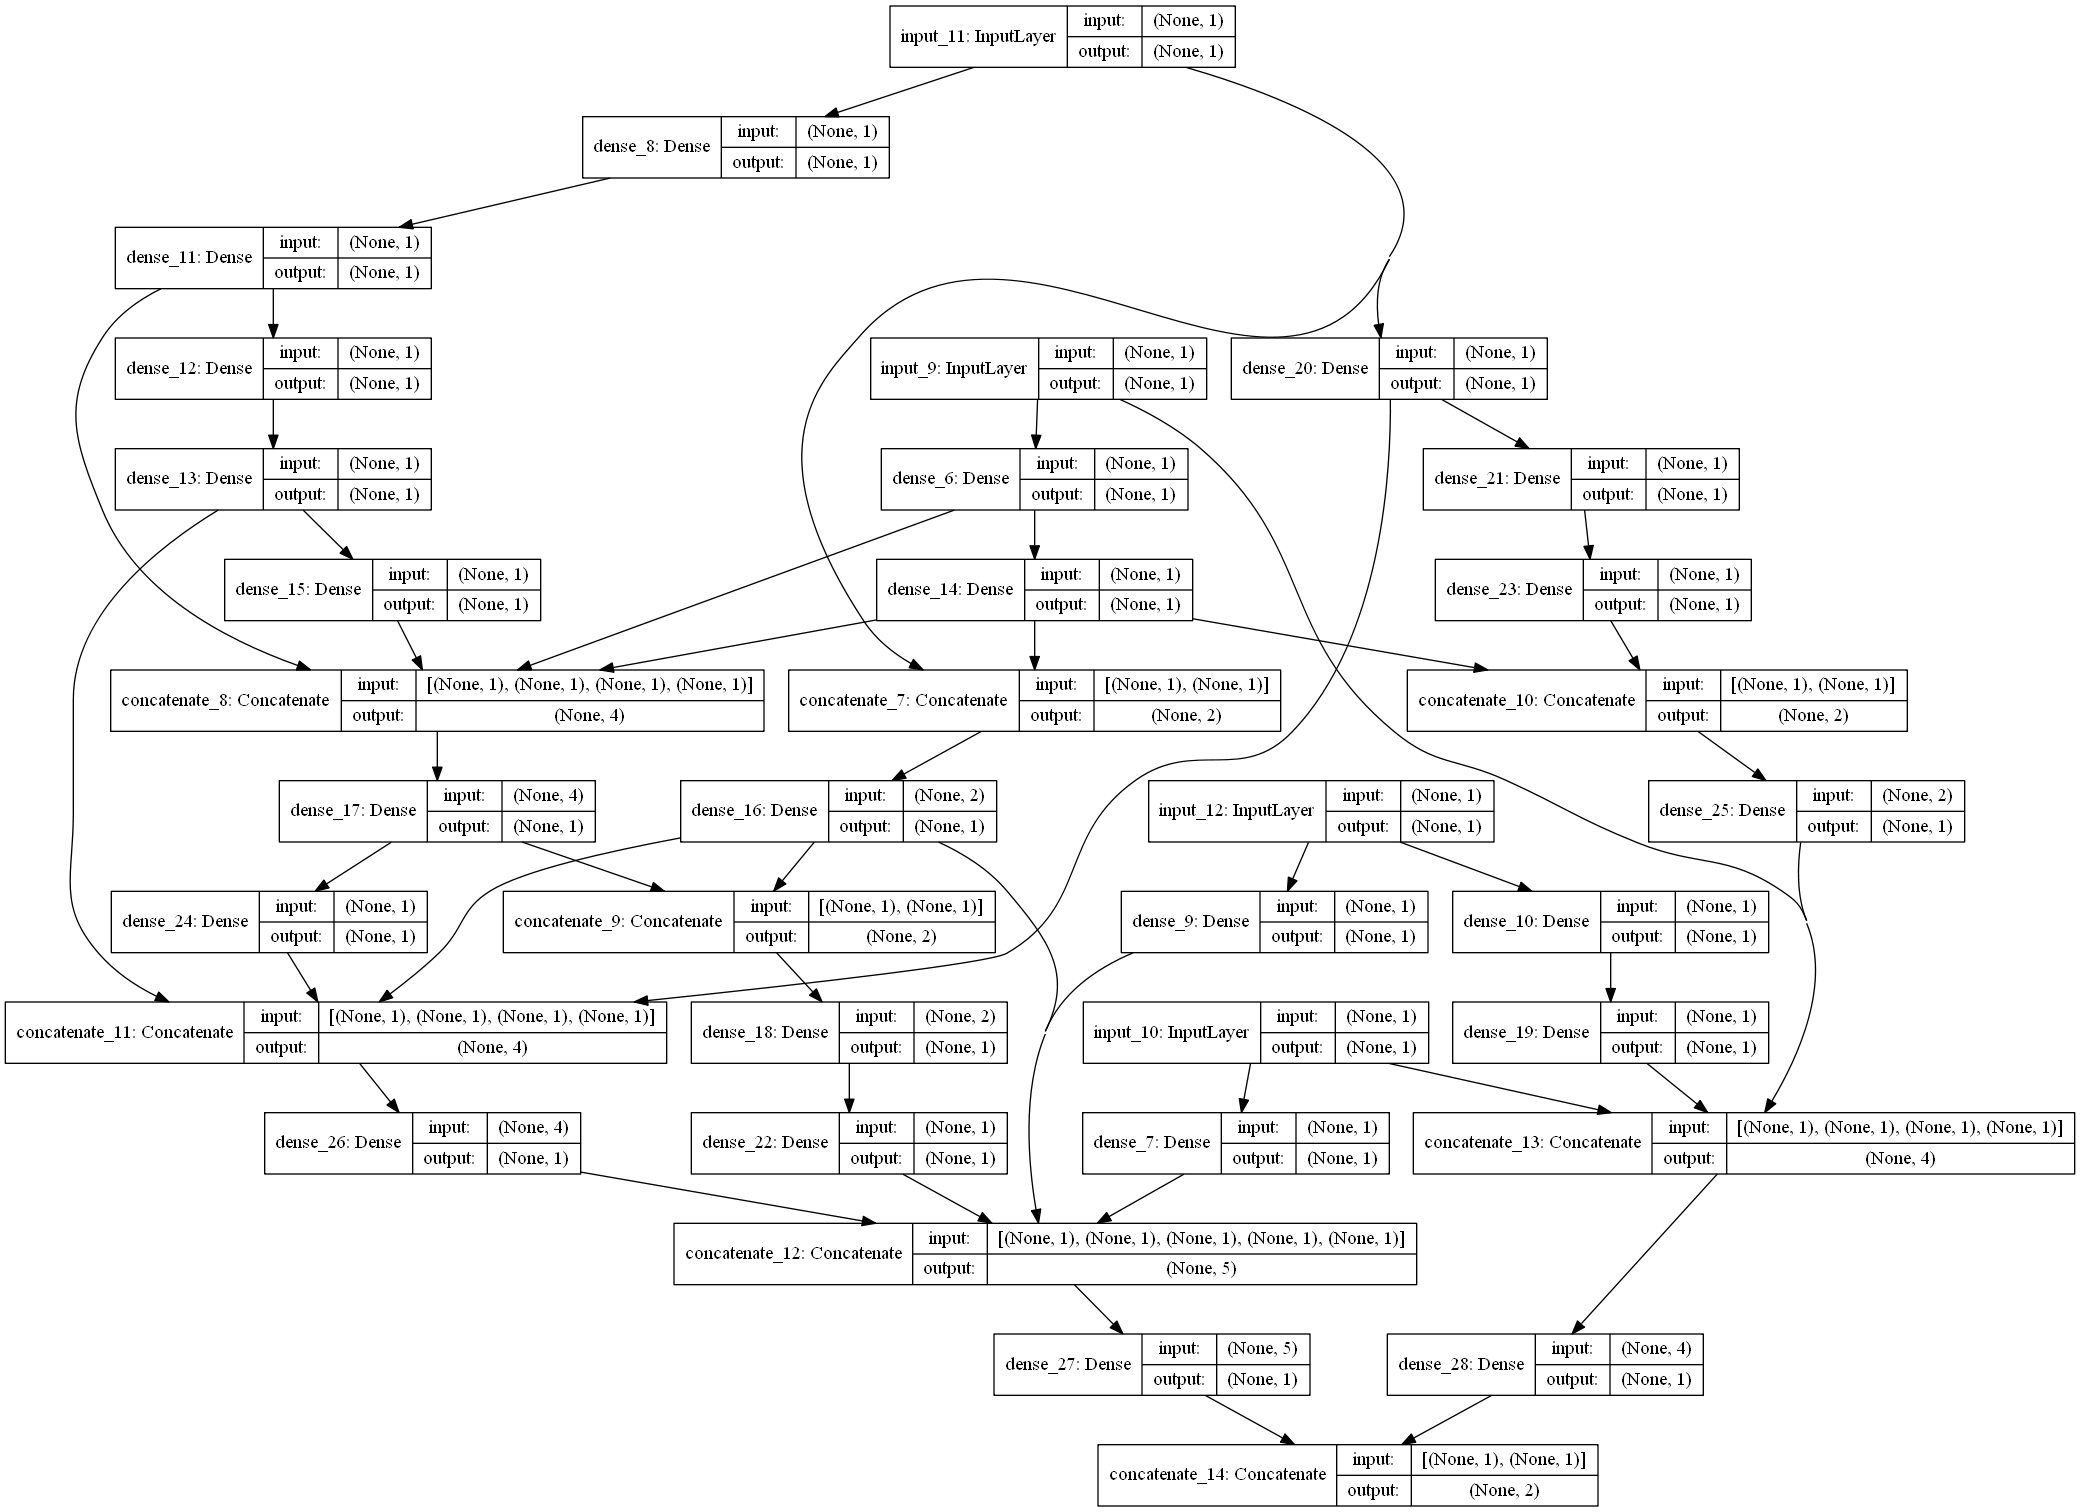 input_11: InputLayer input: (None, 1)
output: (None, 1)
dense_8: Dense input: (None, 1)
output: (None, 1)
dense_11: Dense input: (None, 1)
output: (None, 1)
dense_12: Dense input: (None, 1)
output: (None, 1)
input_9: InputLayer input: (None, 1)
output: (None, 1)
dense_20: Dense input: (None, 1)
output: (None, 1)
dense_13: Dense input: (None, 1)
output: (None, 1)
dense_6: Dense input: (None, 1)
output: (None, 1)
dense_21: Dense input: (None, 1)
output: (None, 1)
dense_15: Dense input: (None, 1)
output: (None, 1)
dense_14: Dense input: (None, 1)
output: (None, 1)
dense_23: Dense input: (None, 1)
output: (None, 1)
concatenate_8: Concatenate input: [(None, 1), (None, 1), (None, 1), (None, 1)]
output: (None, 4)
concatenate_7: Concatenate input: [(None, 1), (None, 1)]
output: (None, 2)
concatenate_10: Concatenate input: [(None, 1), (None, 1)]
output: (None, 2)
dense_17: Dense input: (None, 4)
output: (None, 1)
dense_16: Dense input: (None, 2)
output: (None, 1)
input_12: InputLayer input: (None, 1)
output: (None, 1)
dense_25: Dense input: (None, 2)
output: (None, 1)
dense_24: Dense input: (None, 1)
output: (None, 1)
concatenate_9: Concatenate input: [(None, 1), (None, 1)]
output: (None, 2)
dense_9: Dense input: (None, 1)
output: (None, 1)
dense_10: Dense input: (None, 1)
output: (None, 1)
concatenate_11: Concatenate input: [(None, 1), (None, 1), (None, 1), (None, 1)]
output: (None, 4)
dense_18: Dense input: (None, 2)
output: (None, 1)
input_10: InputLayer input: (None, 1)
output: (None, 1)
dense_19: Dense input: (None, 1)
output: (None, 1)
dense_26: Dense input: (None, 4)
output: (None, 1)
dense_22: Dense input: (None, 1)
output: (None, 1)
dense_7: Dense input: (None, 1)
output: (None, 1)
concatenate_13: Concatenate input: [(None, 1), (None, 1), (None, 1), (None, 1)]
output: (None, 4)
concatenate_12: Concatenate input: [(None, 1), (None, 1), (None, 1), (None, 1), (None, 1)]
output: (None, 5)
dense_27: Dense input: (None, 5)
output: (None, 1)
dense_28: Dense input: (None, 4)
output: (None, 1)
concatenate_14: Concatenate input: [(None, 1), (None, 1)]
output: (None, 2)